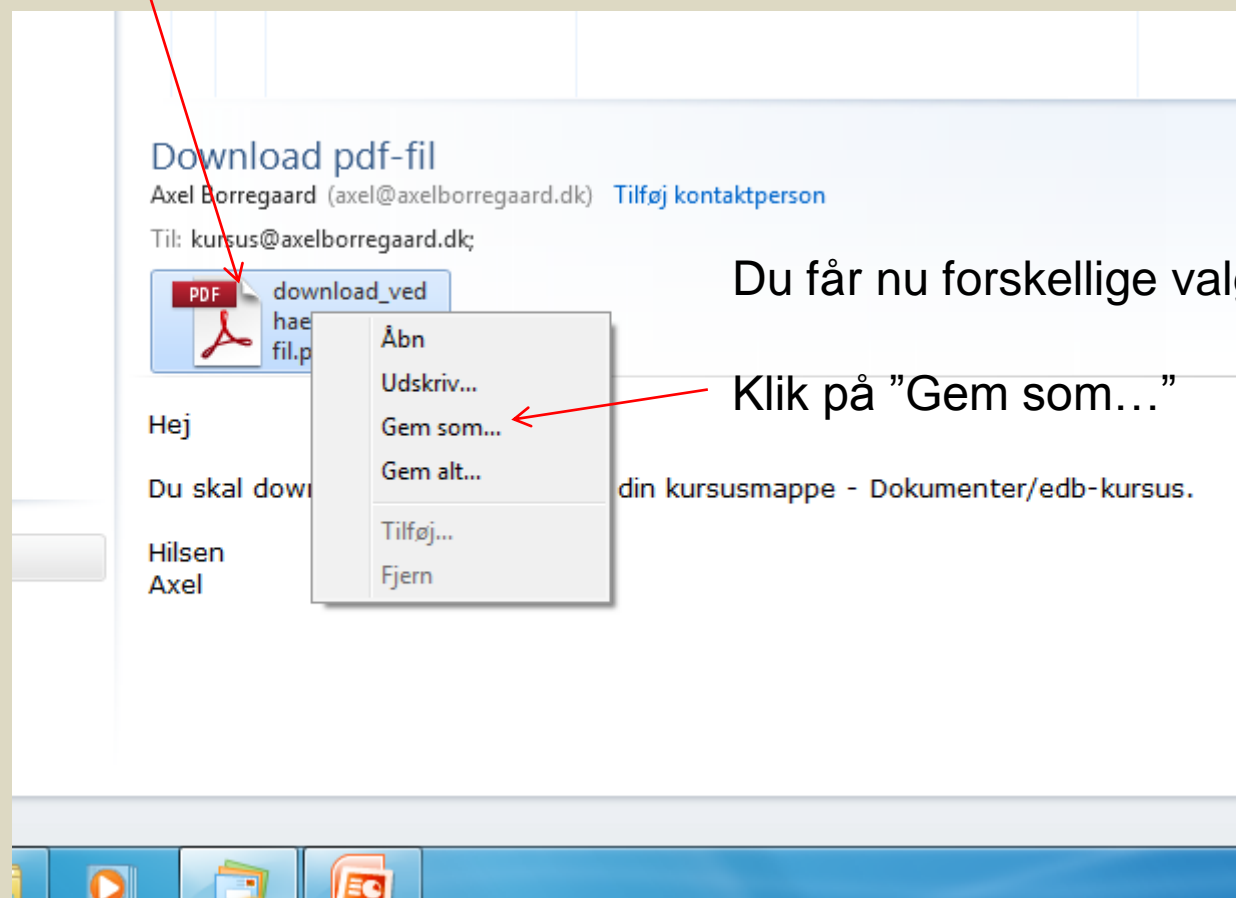 Download pdf-fil
Axel Borregaard (axel@axelborregaard.dk) Tilføj kontaktperson
Til: kursus@axelborregaard.dk;
PDF
download_ved
hae
fil.p
Du får nu forskellige valg
Åbn
Udskriv...
Gem som...
Gem alt...
Tilføj...
Fjern
Klik på ”Gem som…”
Hej
Du skal down din kursusmappe - Dokumenter/edb-kursus.
Hilsen
Axel